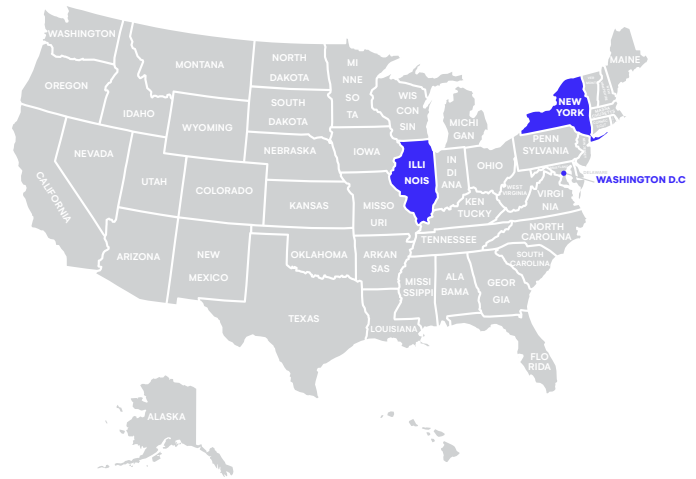 WASHINGTON
MONTANA
NORTH
DAKOTA
MI
NNE
SO
TA
MAINE
OREGON
IDAHO
WYOMING
SOUTH
DAKOTA
WIS
CON
SIN
MICHI
GAN
NEW
YORK
NEVADA
UTAH
COLORADO
NEBRASKA
IOWA
ILLI
NOIS
IN
DI
ANA
OHIO
PENN
SYLVANIA
WEST
VIRGINIA
VIRGI
NIA
WASHINGTON D.C
CALIFORNIA
KANSAS
MISSO
URI
KEN
TUCKY
ARIZONA
NEW
MEXICO
OKLAHOMA
ARKAN
SAS
TENNESSEE
NORTH
CAROLINA
SOUTH
CAROLINA
TEXAS
LOUISIANA
MISSI
SSIPPI
ALA
BAMA
GEOR
GIA
FLO
RIDA
ALASKA